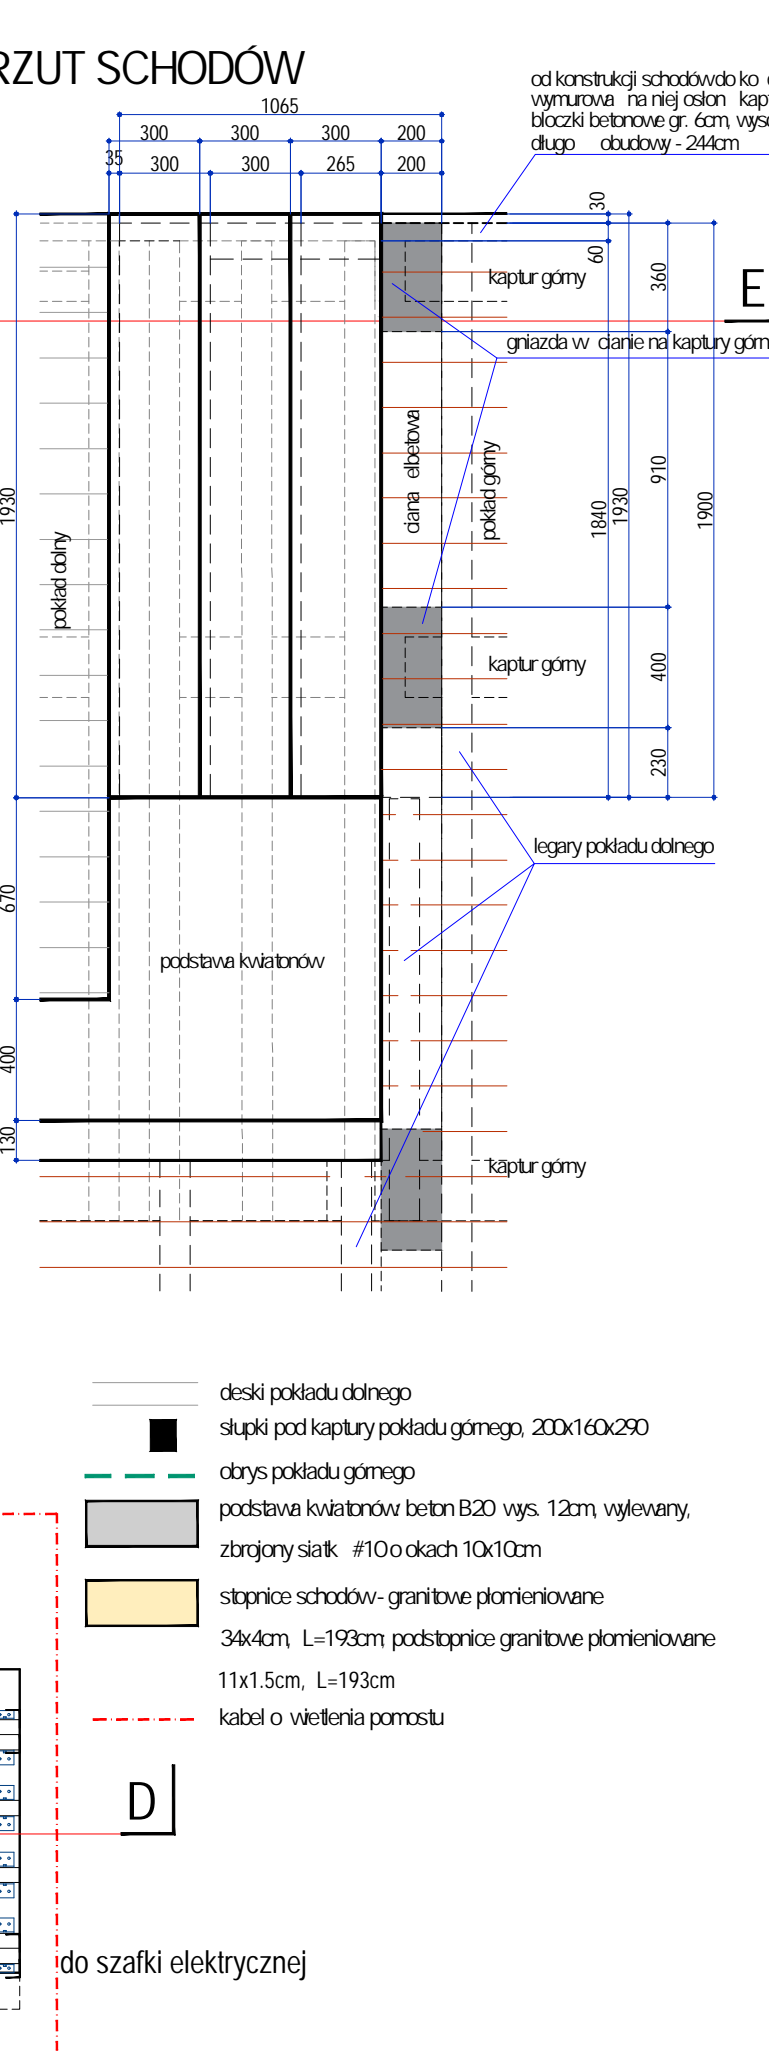 RZUT SCHODÓW
od konstrukcji schodów do ko
wymurowa na niej osłon kapt
bloczki betonowe gr. 6cm, wyso
długo obudowy - 244cm
1065
300 300 300 200
35 300 300 265 200
30
60
360
kaptur górny
E
gniazda w cianie na kaptury górn
ciana elbetowa
pokład górny
910
1840
1930
1900
1930
pokład dolny
kaptur górny
400
230
legary pokładu dolnego
670
podstawa kwiatonów
400
130
kaptur górny
deski pokładu dolnego
słupki pod kaptury pokładu górnego, 200x160x290
obrys pokładu górnego
podstawa kwiatonów: beton B20 wys. 12cm, wylewany,
zbrojony siatk #10 o okach 10x10cm
stopnice schodów - granitowe płomieniowane
34x4cm, L=193cm; podstopnice granitowe płomieniowane
11x1.5cm, L=193cm
kabel o wietlenia pomostu
D
do szafki elektrycznej